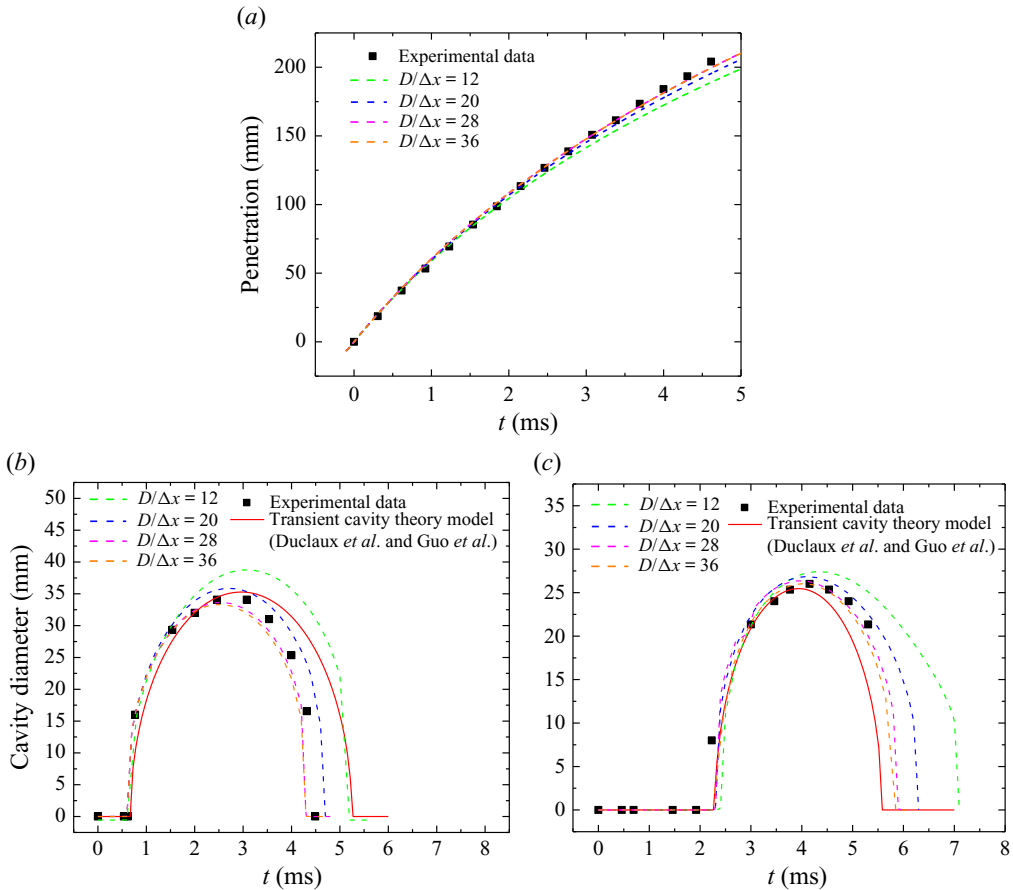 (a)
200
150
100
50
0
Penetration (mm)
Experimental data
D/Δx = 12
D/Δx = 20
D/Δx = 28
D/Δx = 36
0 1 2 3 4 5
t (ms)
(b)
50
45
40
35
30
25
20
15
10
5
0
Cavity diameter (mm)
D/Δx = 12
D/Δx = 20
D/Δx = 28
D/Δx = 36
Experimental data
Transient cavity theory model
(Duclaux et al. and Guo et al.)
0 1 2 3 4 5 6 7 8
t (ms)
(c)
35
30
25
20
15
10
5
0
D/Δx = 12
D/Δx = 20
D/Δx = 28
D/Δx = 36
Experimental data
Transient cavity theory model
(Duclaux et al. and Guo et al.)
0 1 2 3 4 5 6 7 8
t (ms)